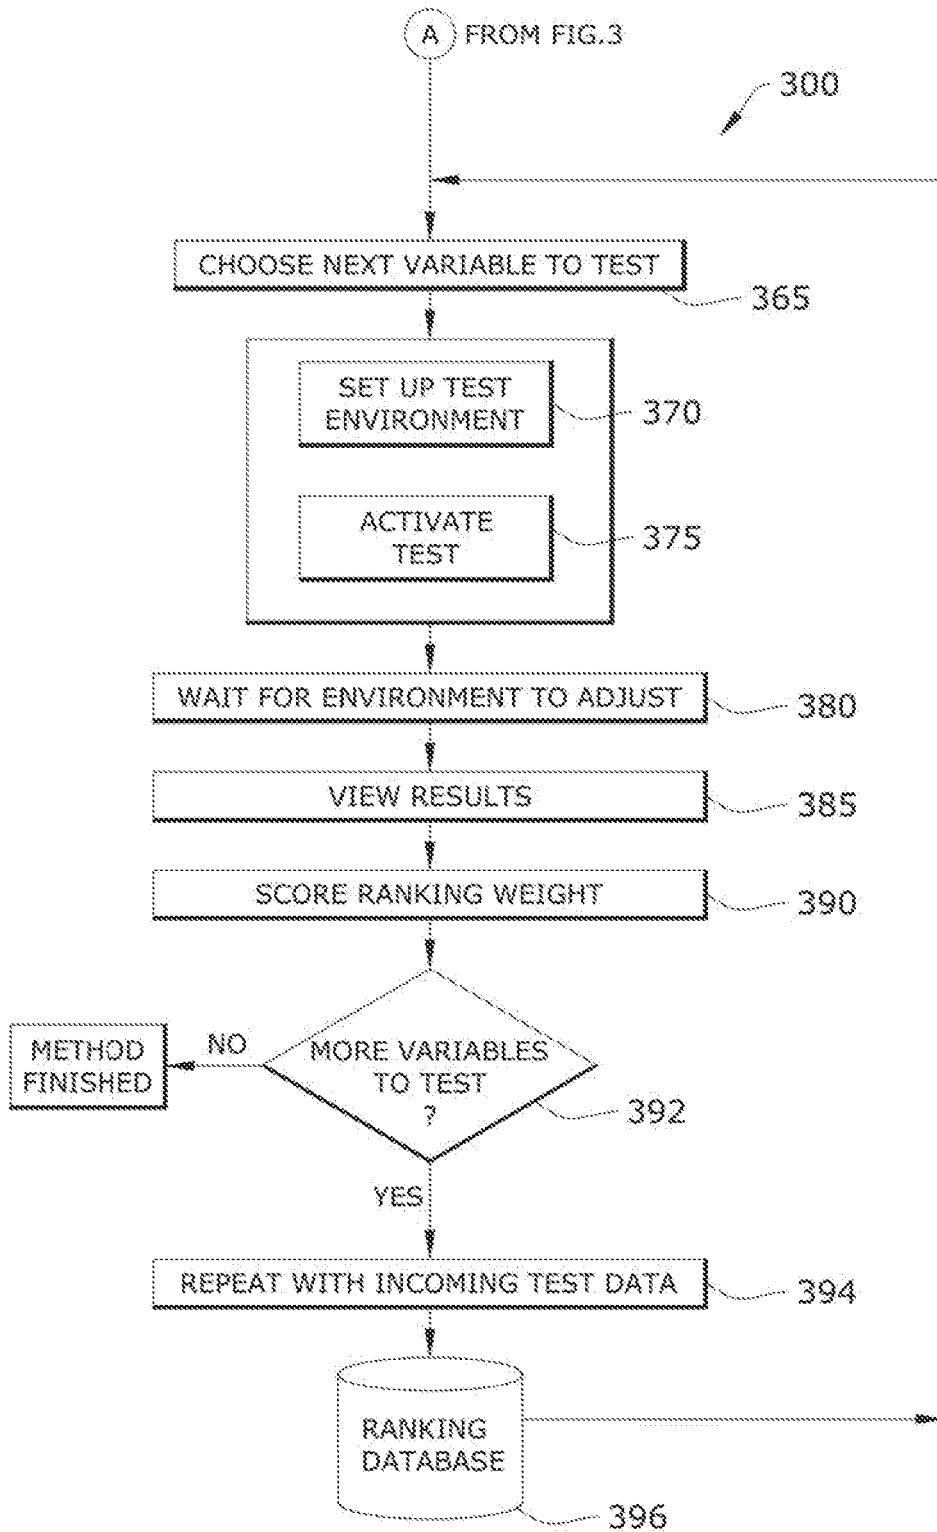 A FROM FIG.3
300
CHOOSE NEXT VARIABLE TO TEST
365
SET UP TEST
ENVIRONMENT
370
ACTIVATE
TEST
375
WAIT FOR ENVIRONMENT TO ADJUST
380
VIEW RESULTS
385
SCORE RANKING WEIGHT
390
NO
METHOD
FINISHED
MORE VARIABLES
TO TEST
?
392
YES
REPEAT WITH INCOMING TEST DATA
394
RANKING
DATABASE
396